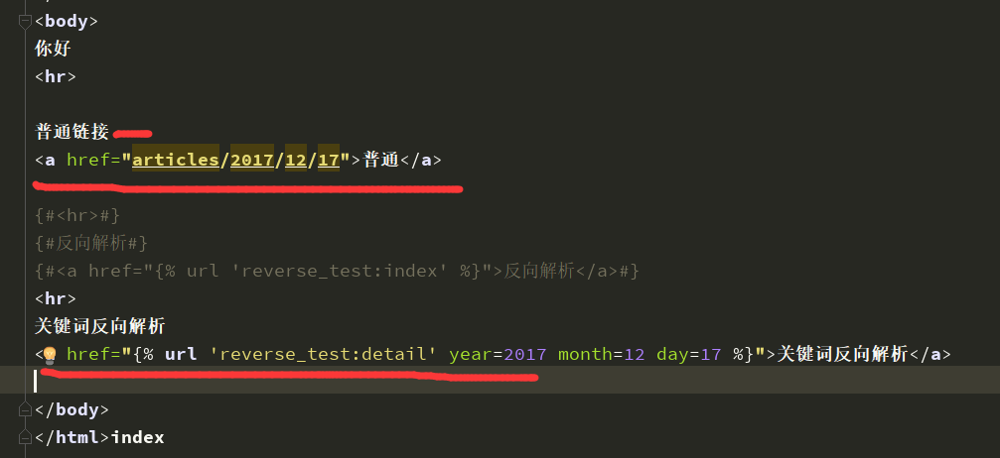 <body>
你好
<hr>
普通链接
<a href="articles/2017/12/17">普通</a>
{#<hr>#}
{#反向解析#}
{#<a href="{% url 'reverse_test:index' %}">反向解析</a>#}
<hr>
关键词反向解析
< href="{% url 'reverse_test:detail' year=2017 month=12 day=17 %}">关键词反向解析</a>
</body>
</html>index